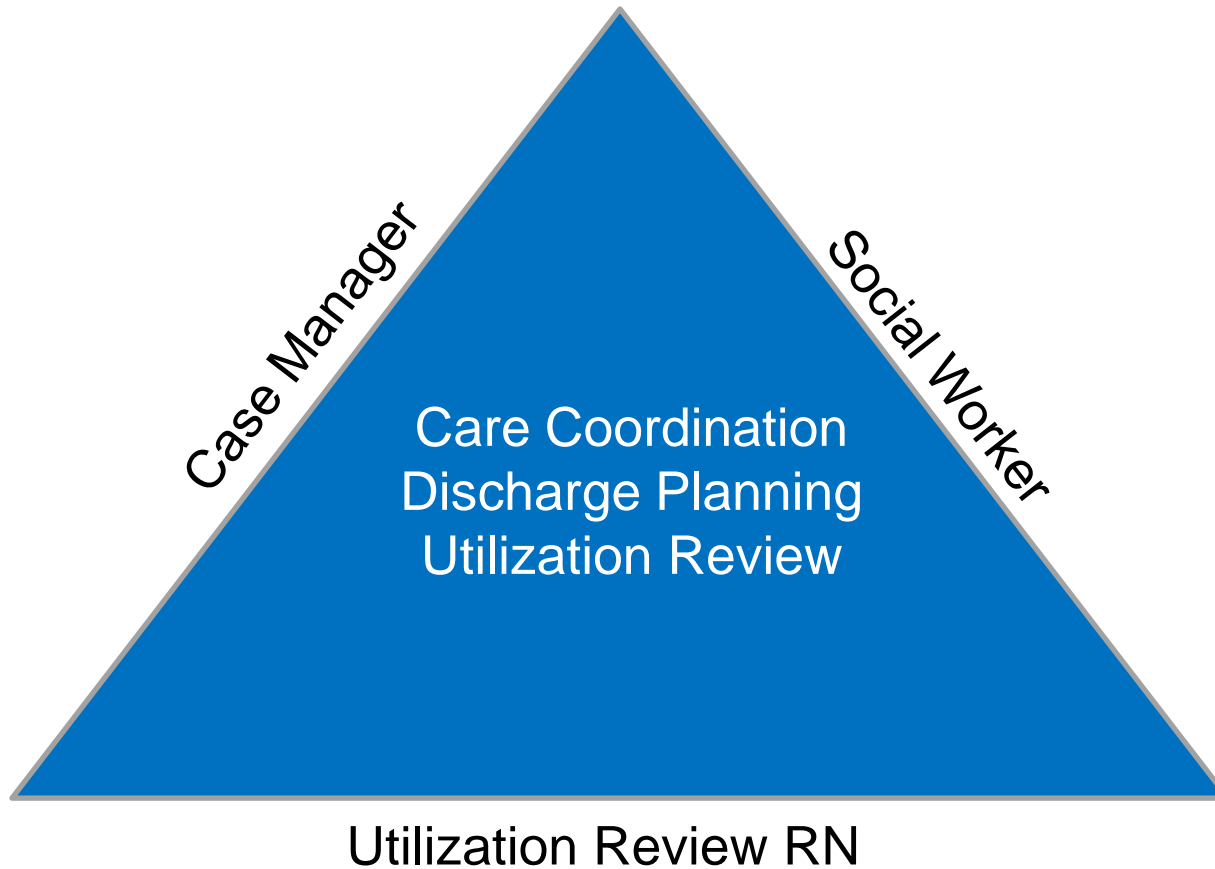 Case Manager
Social Worker
Care Coordination
Discharge Planning
Utilization Review
Utilization Review RN